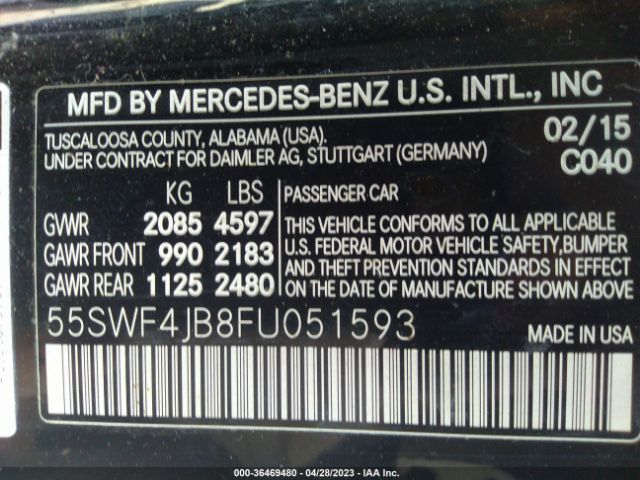 MFD BY MERCEDES-BENZ U.S. INTL., INC
TUSCALOOSA COUNTY, ALABAMA (USA). 02/15
UNDER CONTRACT FOR DAIMLER AG, STUTTGART (GERMANY) C040
KG LBS PASSENGER CAR
GVWR 2085 4597 THIS VEHICLE CONFORMS TO ALL APPLICABLE
GAWR FRONT 990 2183 U.S. FEDERAL MOTOR VEHICLE SAFETY,BUMPER
AND THEFT PREVENTION STANDARDS IN EFFECT
GAWR REAR 1125 2480 ON THE DATE OF MANUFACTURE SHOWN ABOVE
55SWF4JB8FU051593 MADE IN USA
000-36469480 - 04/28/2023 - IAA Inc.